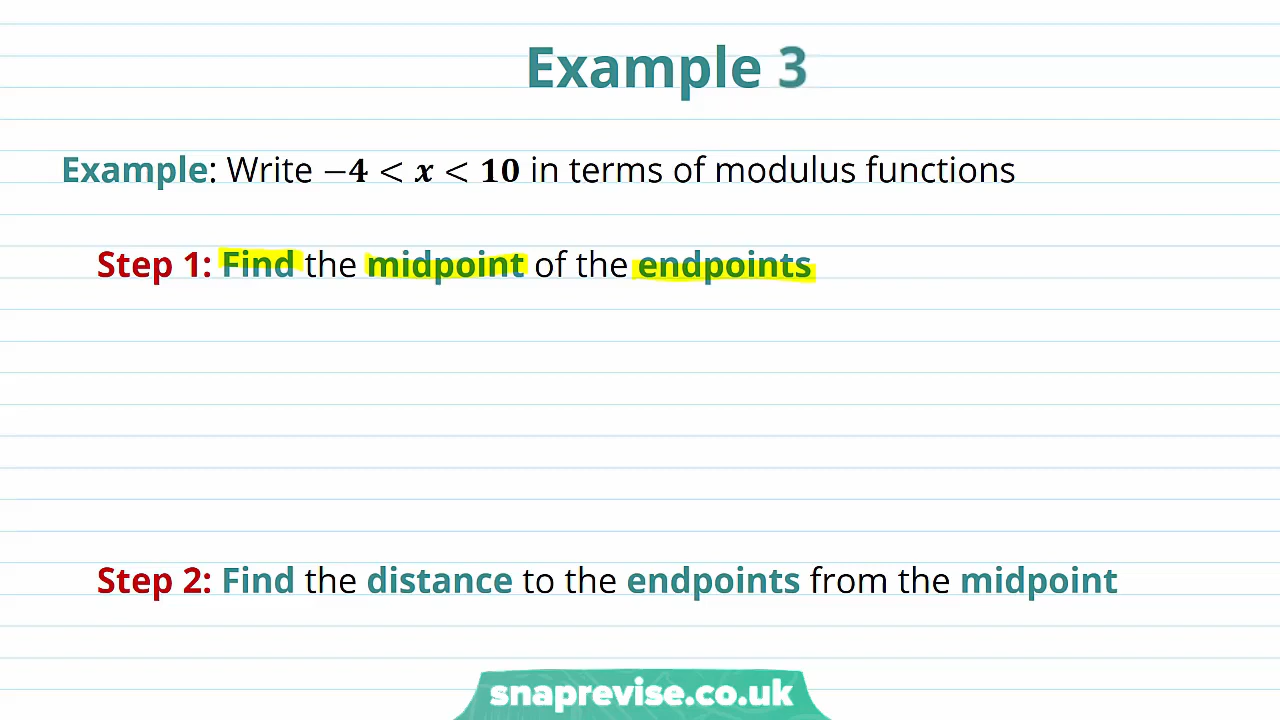 Example 3
Example: Write −4 < x < 10 in terms of modulus functions
Step 1: Find the midpoint of the endpoints
Step 2: Find the distance to the endpoints from the midpoint
snaprevise.co.uk